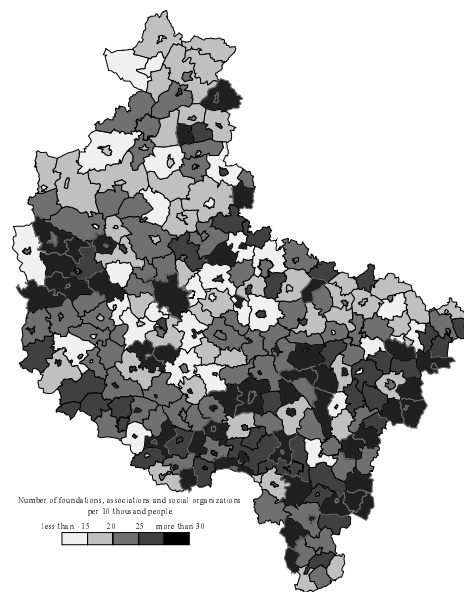 Number of foundations, associations and social organizations
per 10 thousand people
less than 15 20 25 more than 30